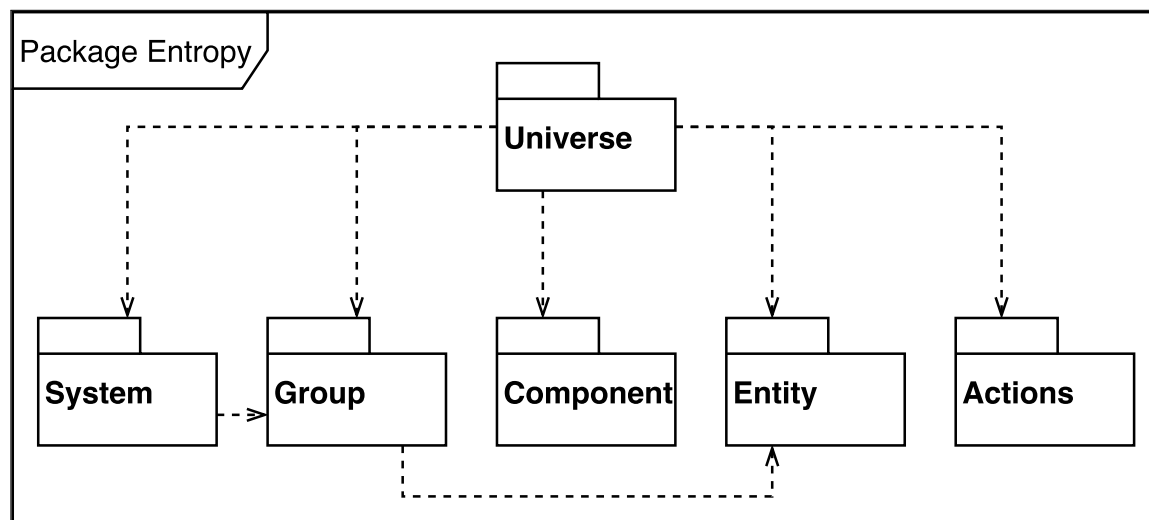 Package Entropy
Universe
System
Group
Component
Entity
Actions